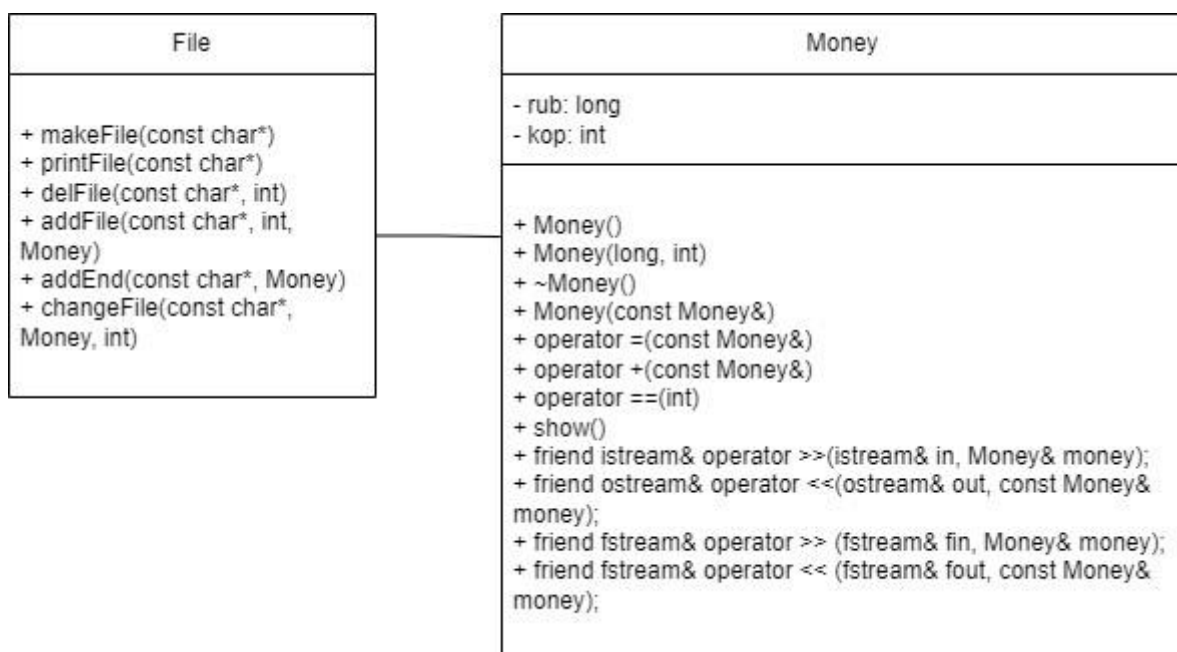 File
+ makeFile(const char*)
+ printFile(const char*)
+ delFile(const char*, int)
+ addFile(const char*, int,
Money)
+ addEnd(const char*, Money)
+ changeFile(const char*,
Money, int)
Money
- rub: long
- kop: int
+ Money()
+ Money(long, int)
+ ~Money()
+ Money(const Money&)
+ operator =(const Money&)
+ operator +(const Money&)
+ operator ==(int)
+ show()
+ friend istream& operator >>(istream& in, Money& money);
+ friend ostream& operator <<(ostream& out, const Money&
money);
+ friend fstream& operator >> (fstream& fin, Money& money);
+ friend fstream& operator << (fstream& fout, const Money&
money);